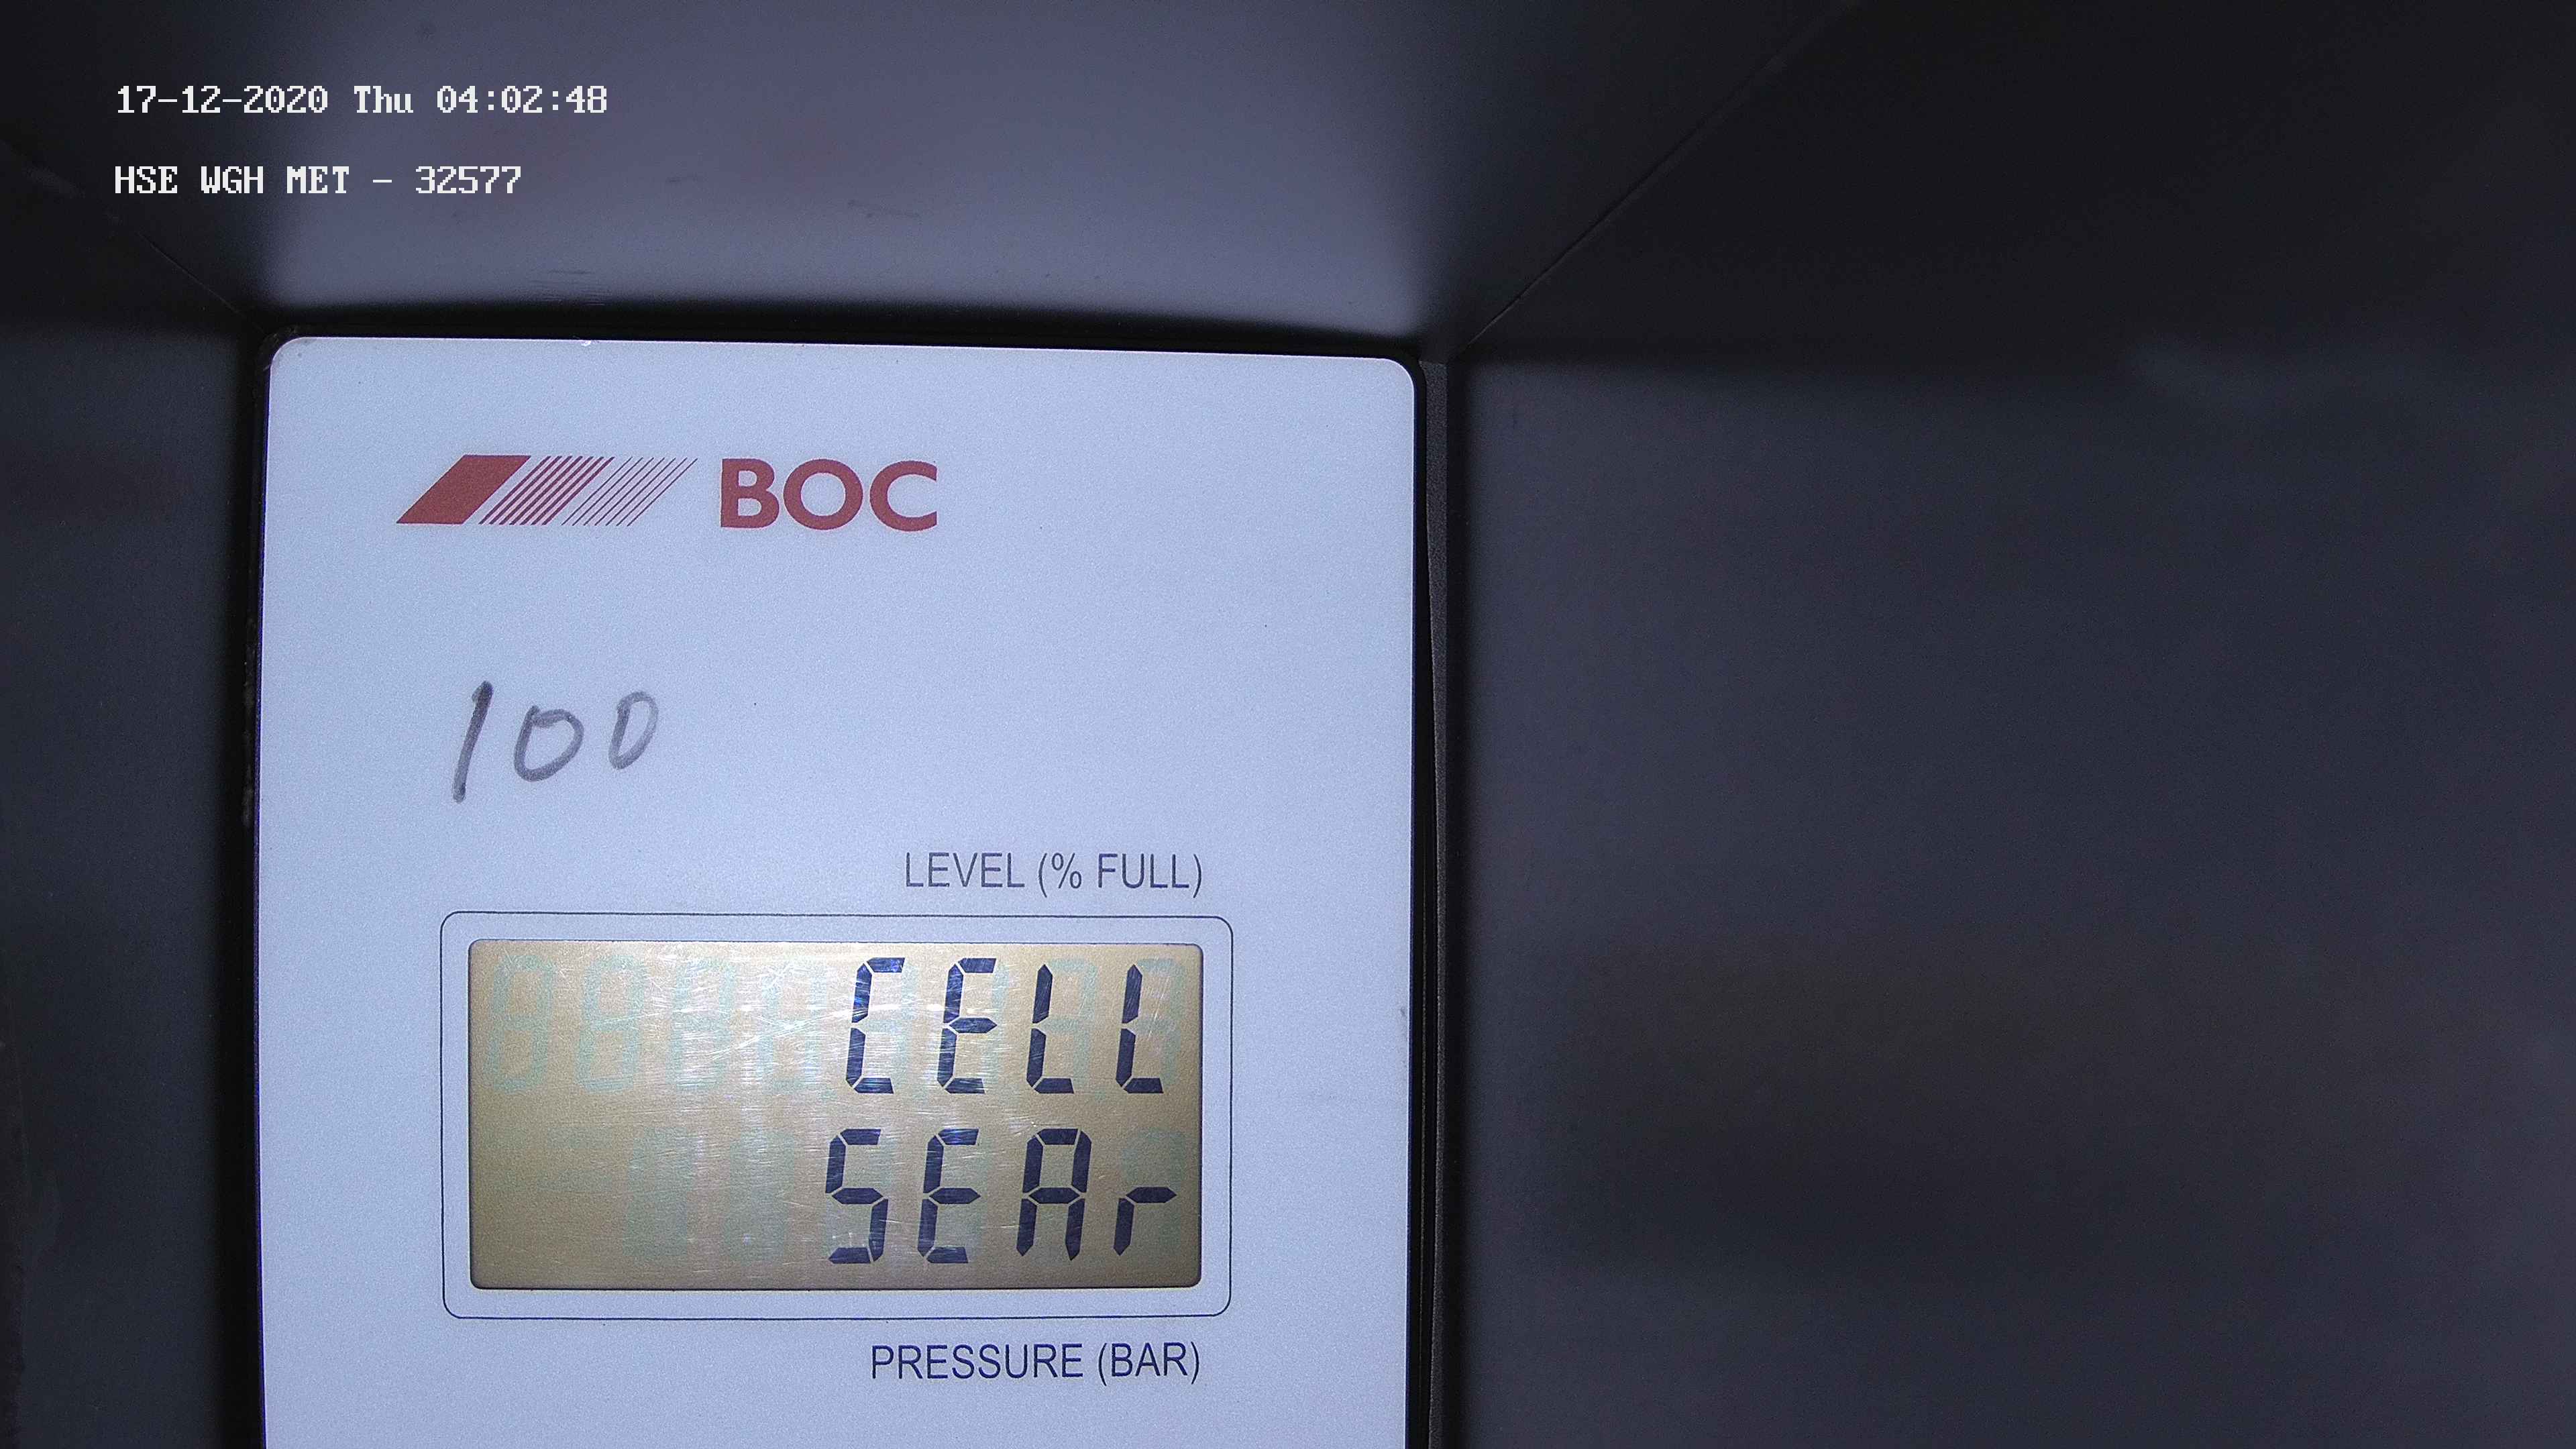 17-12-2020 Thu 04:02:48
HSE WGH MET - 32577
BOC
100
LEVEL (% FULL)
CELL
SEAr
PRESSURE (BAR)